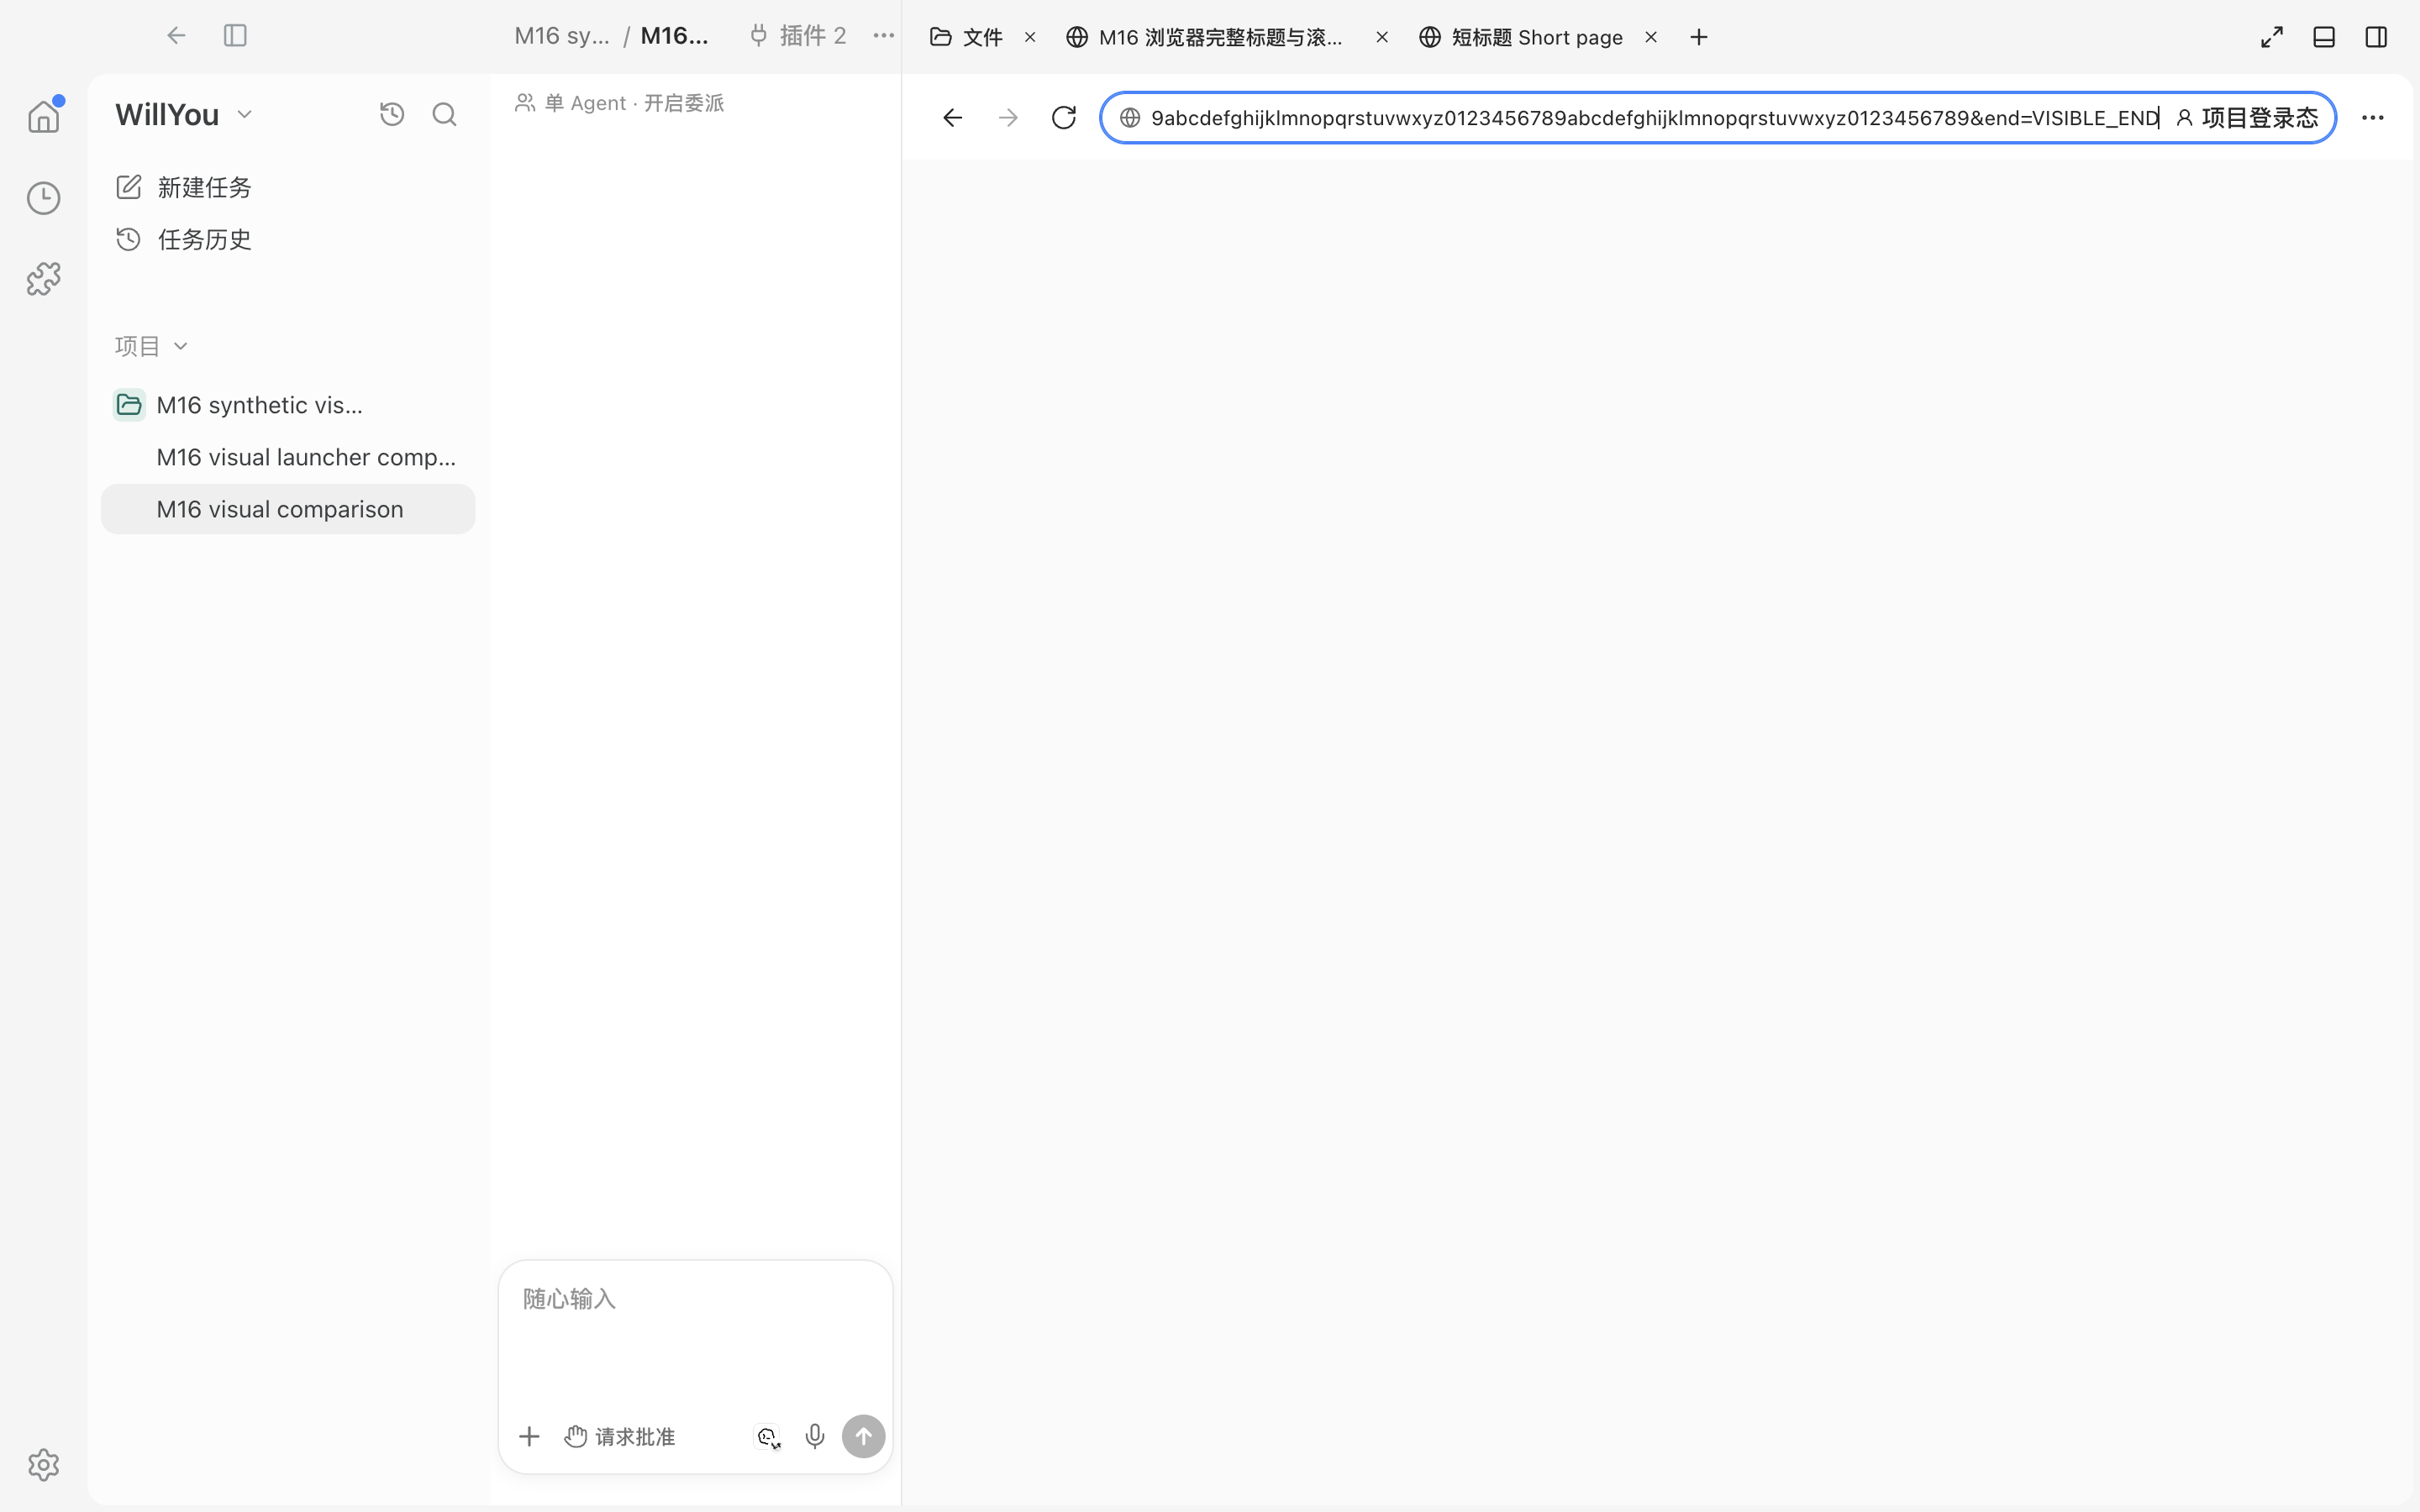 M16 sy... / M16... 插件 2
文件 M16 浏览器完整标题与滚... 短标题 Short page
WillYou
新建任务
任务历史
项目
M16 synthetic vis...
M16 visual launcher comp...
M16 visual comparison
单 Agent · 开启委派
随心输入
请求批准
9abcdefghijklmnopqrstuvwxyz0123456789abcdefghijklmnopqrstuvwxyz0123456789&end=VISIBLE_END 项目登录态